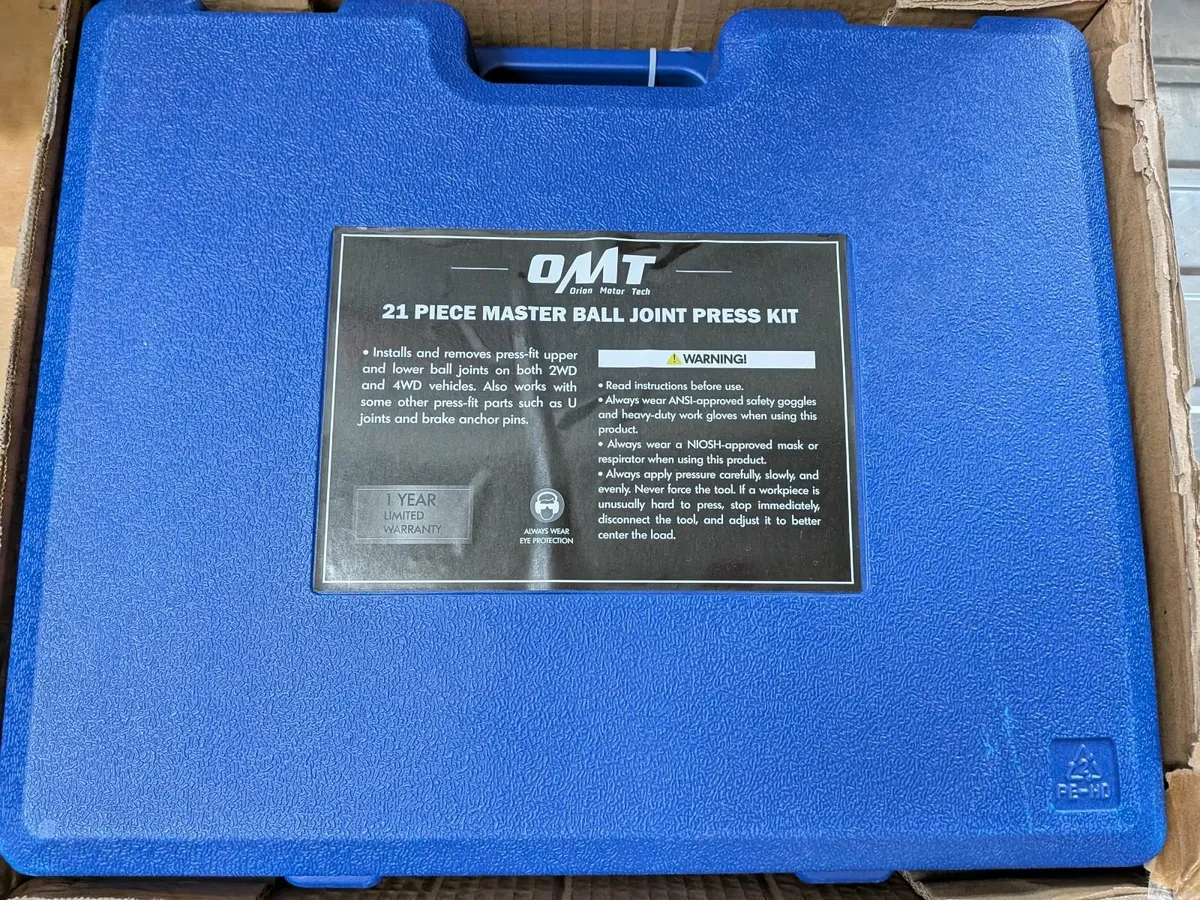 OMT
Orion Motor Tech
21 PIECE MASTER BALL JOINT PRESS KIT
• Installs and removes press-fit upper
and lower ball joints on both 2WD
and 4WD vehicles. Also works with
some other press-fit parts such as U
joints and brake anchor pins.
1 YEAR
LIMITED
WARRANTY
ALWAYS WEAR
EYE PROTECTION
WARNING!
• Read instructions before use.
• Always wear ANSI-approved safety goggles
and heavy-duty work gloves when using this
product.
• Always wear a NIOSH-approved mask or
respirator when using this product.
• Always apply pressure carefully, slowly, and
evenly. Never force the tool. If a workpiece is
unusually hard to press, stop immediately,
disconnect the tool, and adjust it to better
center the load.
2
PE-HD